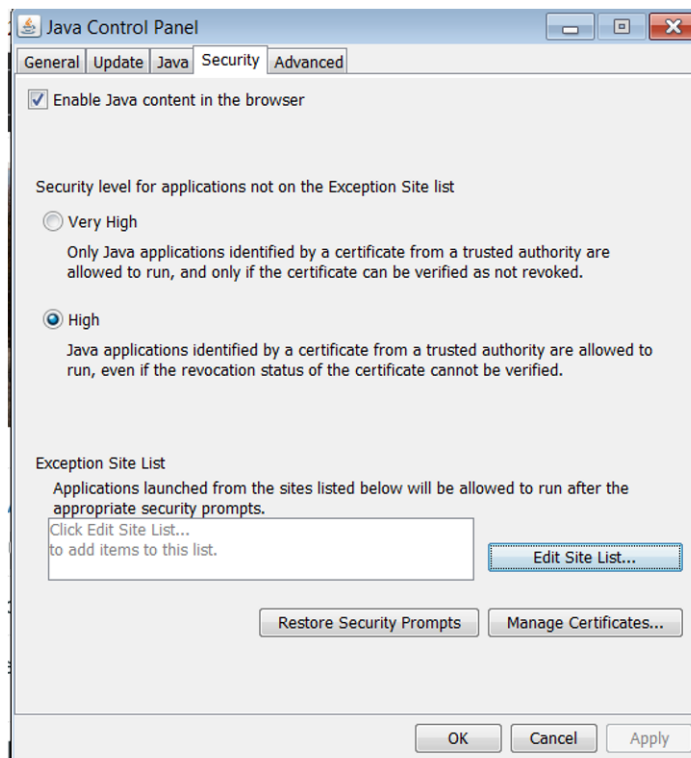 Java Control Panel
General Update Java Security Advanced
Enable Java content in the browser
Security level for applications not on the Exception Site list
Very High
Only Java applications identified by a certificate from a trusted authority are
allowed to run, and only if the certificate can be verified as not revoked.
High
Java applications identified by a certificate from a trusted authority are allowed to
run, even if the revocation status of the certificate cannot be verified.
Exception Site List
Applications launched from the sites listed below will be allowed to run after the
appropriate security prompts.
Click Edit Site List...
to add items to this list.
Edit Site List...
Restore Security Prompts Manage Certificates...
OK Cancel Apply